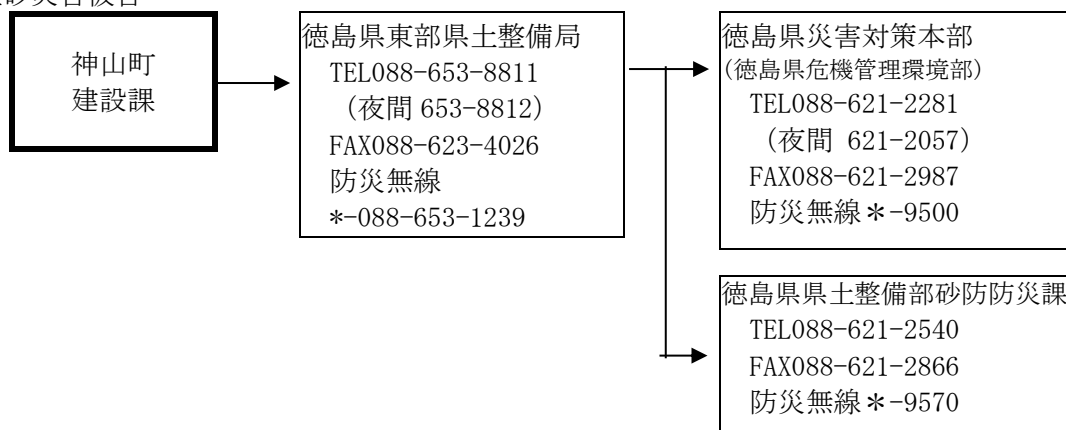 神山町
建設課
徳島県東部県土整備局
TEL088-653-8811
（夜間 653-8812）
FAX088-623-4026
防災無線
*-088-653-1239
徳島県災害対策本部
(徳島県危機管理環境部)
TEL088-621-2281
（夜間 621-2057）
FAX088-621-2987
防災無線＊-9500
徳島県県土整備部砂防防災課
TEL088-621-2540
FAX088-621-2866
防災無線＊-9570